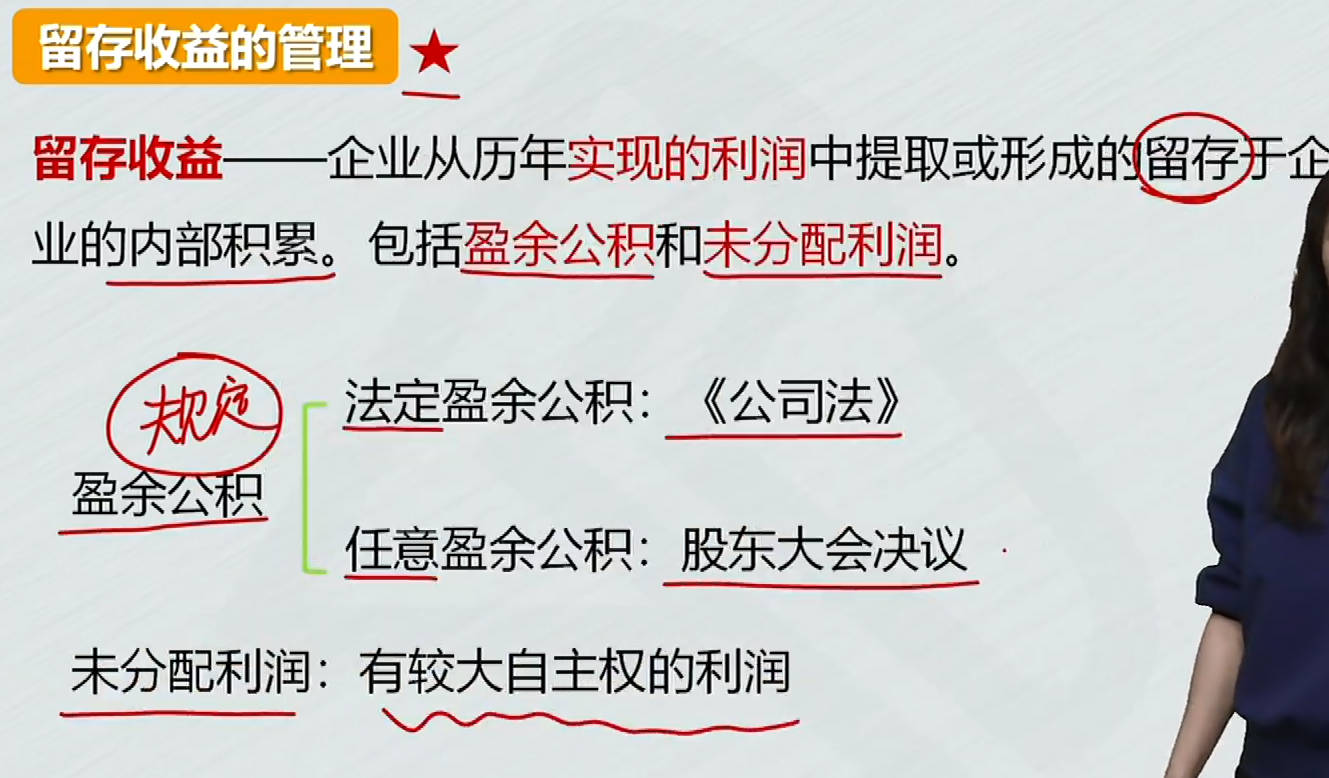 留存收益的管理
留存收益——企业从历年实现的利润中提取或形成的留存于企
业的内部积累。包括盈余公积和未分配利润。
规定
法定盈余公积：《公司法》
盈余公积
任意盈余公积：股东大会决议
未分配利润：有较大自主权的利润